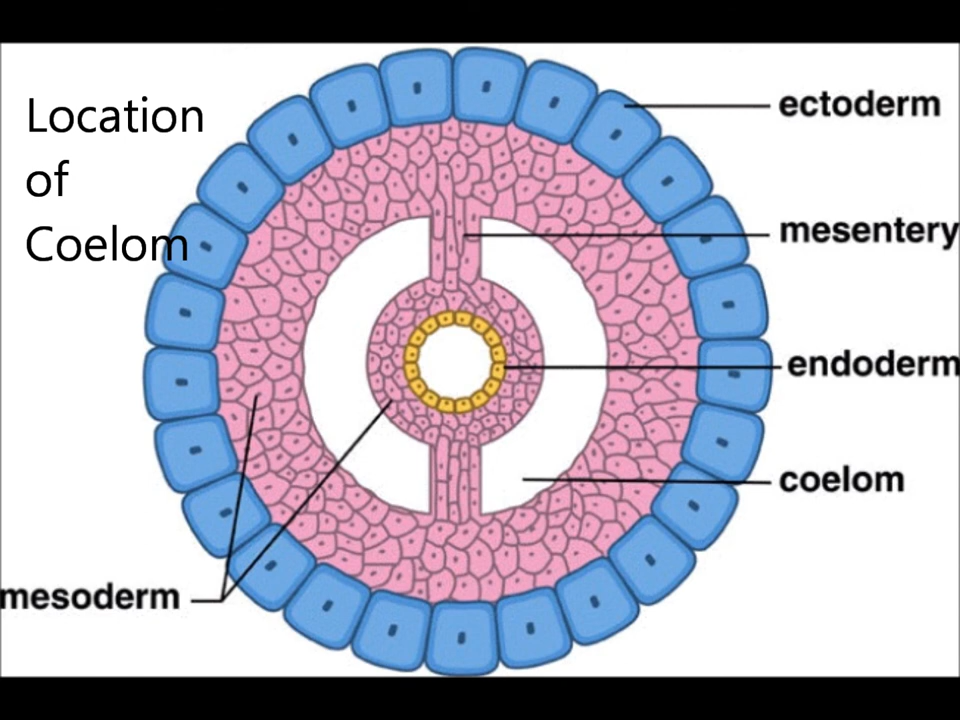 Location
of
Coelom
ectoderm
mesentery
endoderm
coelom
mesoderm